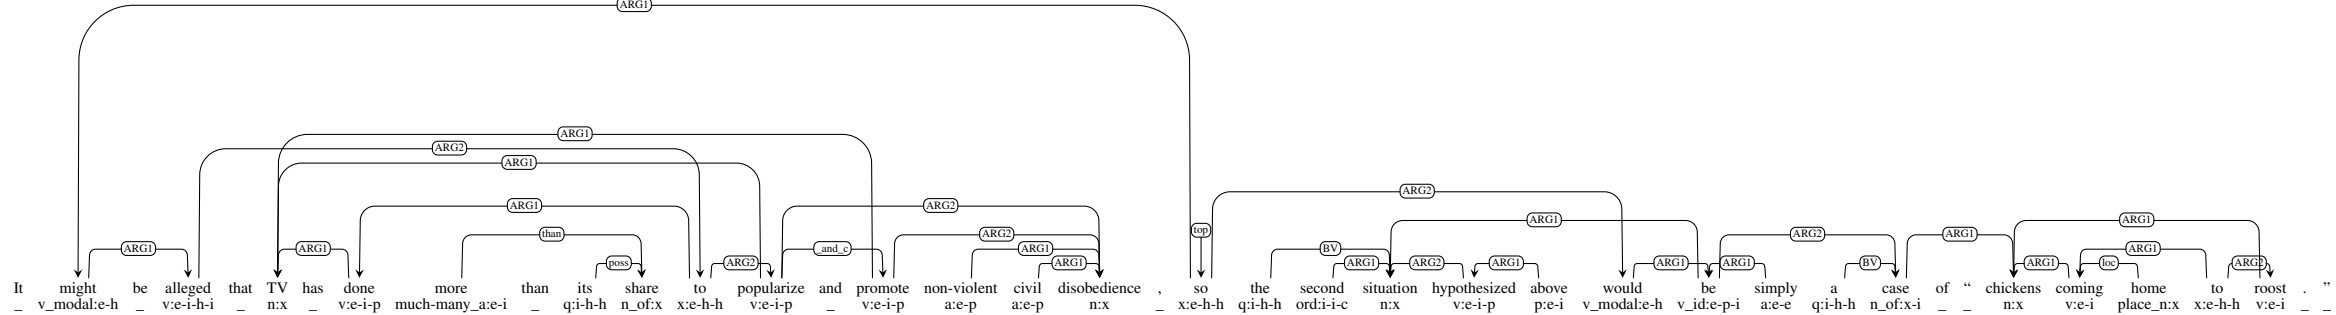 ARG1
ARG1
ARG2
ARG1
ARG2
ARG1
ARG2
top
ARG1
ARG1
than
ARG2
ARG2
ARG1
ARG1
ARG1
_and_c
ARG1
BV
ARG1
poss
ARG2
ARG1
ARG1
ARG2
ARG1
ARG1
ARG1
BV
ARG1
loc
ARG2
It might be alleged that TV has done more than its share to popularize and promote non-violent civil disobedience , so the second situation hypothesized above would be simply a case of “ chickens coming home to roost . ”
_ v_modal:e-h _ v:e-i-h-i _ n:x _ v:e-i-p much-many_a:e-i _ q:i-h-h n_of:x x:e-h-h v:e-i-p _ v:e-i-p a:e-p a:e-p n:x _ x:e-h-h q:i-h-h ord:i-i-c n:x v:e-i-p p:e-i v_modal:e-h v_id:e-p-i a:e-e q:i-h-h n_of:x-i _ _ n:x v:e-i place_n:x x:e-h-h v:e-i _ _